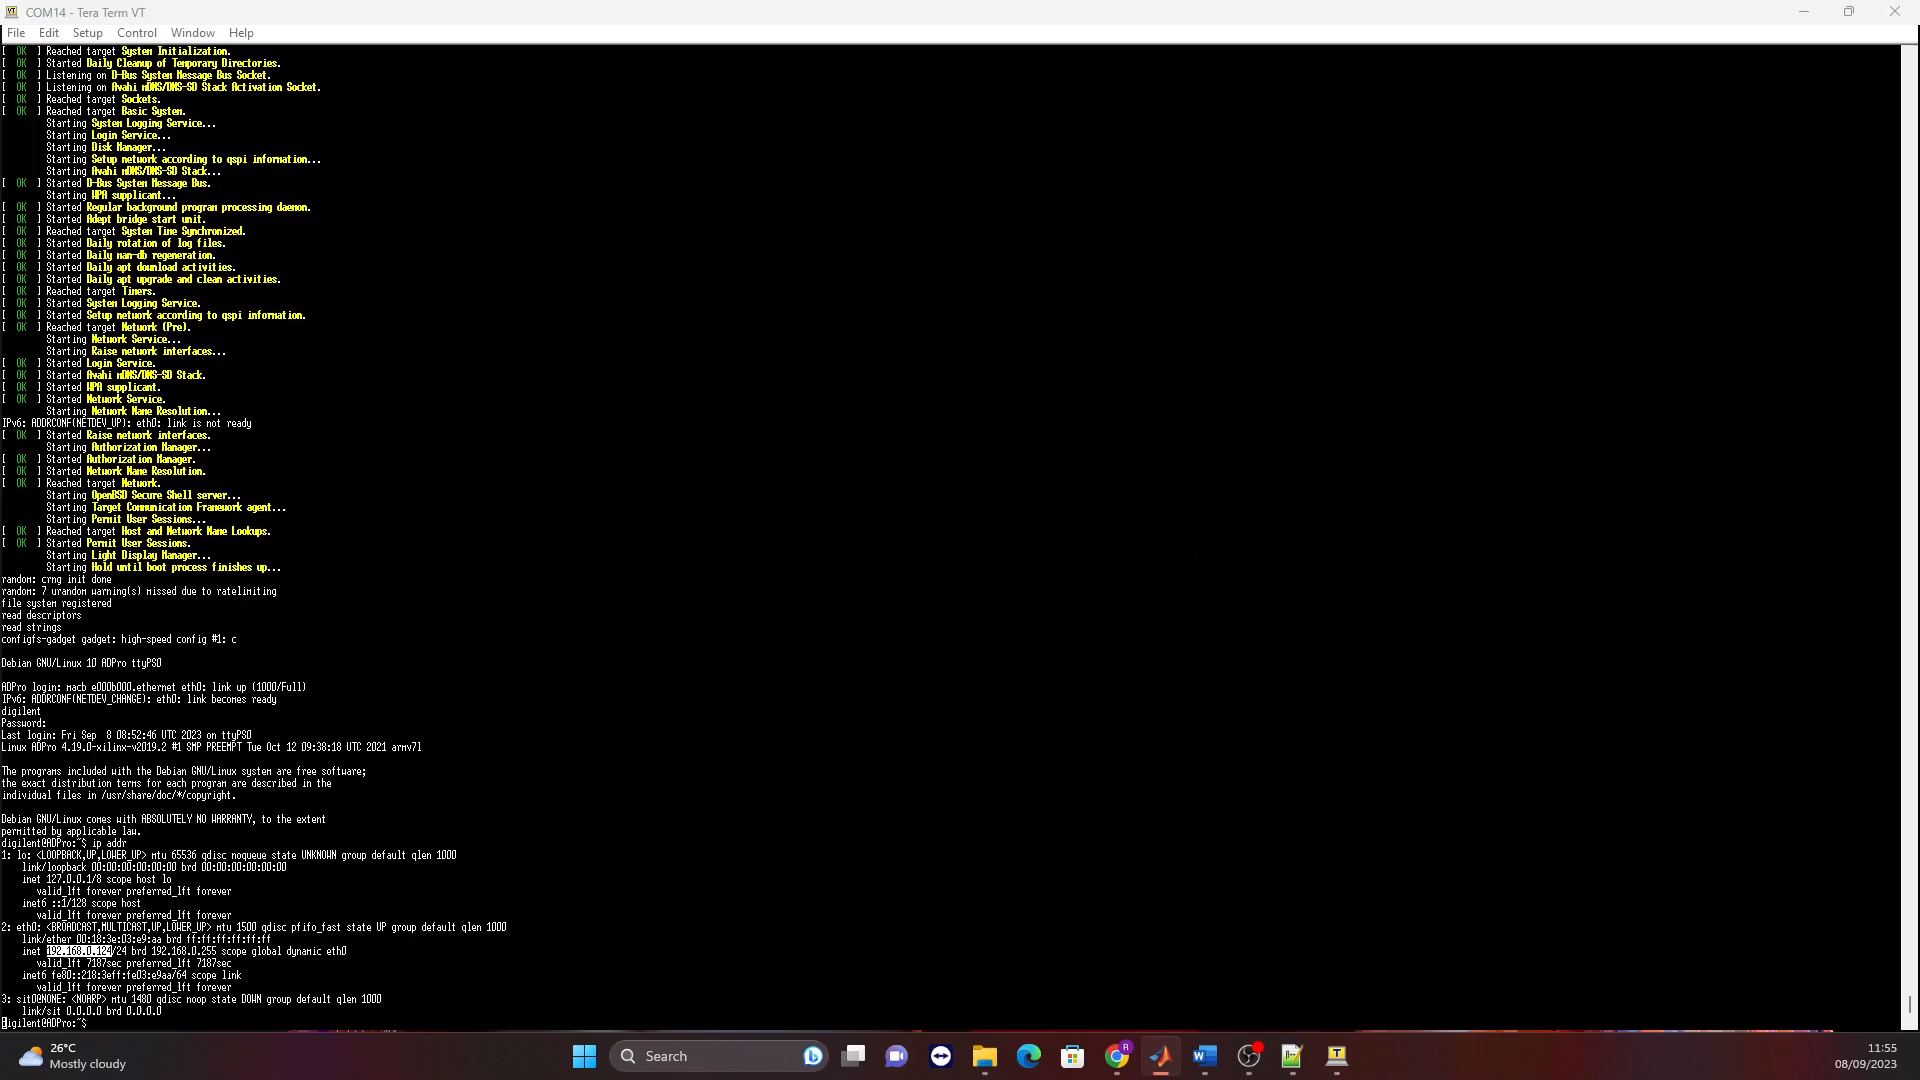 COM14 - Tera Term VT
File Edit Setup Control Window Help
[  OK  ] Reached target System Initialization.
[  OK  ] Started Daily Cleanup of Temporary Directories.
[  OK  ] Listening on D-Bus System Message Bus Socket.
[  OK  ] Listening on Avahi mDNS/DNS-SD Stack Activation Socket.
[  OK  ] Reached target Sockets.
[  OK  ] Reached target Basic System.
Starting System Logging Service...
Starting Login Service...
Starting Disk Manager...
Starting Setup network according to qspi information...
Starting Avahi mDNS/DNS-SD Stack...
[  OK  ] Started D-Bus System Message Bus.
Starting WPA supplicant...
[  OK  ] Started Regular background program processing daemon.
[  OK  ] Started Adept bridge start unit.
[  OK  ] Reached target System Time Synchronized.
[  OK  ] Started Daily rotation of log files.
[  OK  ] Started Daily man-db regeneration.
[  OK  ] Started Daily apt download activities.
[  OK  ] Started Daily apt upgrade and clean activities.
[  OK  ] Reached target Timers.
[  OK  ] Started System Logging Service.
[  OK  ] Started Setup network according to qspi information.
[  OK  ] Reached target Network (Pre).
Starting Network Service...
Starting Raise network interfaces...
[  OK  ] Started Login Service.
[  OK  ] Started Avahi mDNS/DNS-SD Stack.
[  OK  ] Started WPA supplicant.
[  OK  ] Started Network Service.
Starting Network Name Resolution...
IPv6: ADDRCONF(NETDEV_UP): eth0: link is not ready
[  OK  ] Started Raise network interfaces.
Starting Authorization Manager...
[  OK  ] Started Authorization Manager.
[  OK  ] Started Network Name Resolution.
[  OK  ] Reached target Network.
Starting OpenBSD Secure Shell server...
Starting Target Communication Framework agent...
Starting Permit User Sessions...
[  OK  ] Reached target Host and Network Name Lookups.
[  OK  ] Started Permit User Sessions.
Starting Light Display Manager...
Starting Hold until boot process finishes up...
random: crng init done
random: 7 urandom warning(s) missed due to ratelimiting
file system registered
read descriptors
read strings
configfs-gadget gadget: high-speed config #1: c
Debian GNU/Linux 10 ADPro ttyPS0
ADPro login: macb e000b000.ethernet eth0: link up (1000/Full)
IPv6: ADDRCONF(NETDEV_CHANGE): eth0: link becomes ready
digilent
Password:
Last login: Fri Sep  8 08:52:46 UTC 2023 on ttyPS0
Linux ADPro 4.19.0-xilinx-v2019.2 #1 SMP PREEMPT Tue Oct 12 09:38:18 UTC 2021 armv7l
The programs included with the Debian GNU/Linux system are free software;
the exact distribution terms for each program are described in the
individual files in /usr/share/doc/*/copyright.
Debian GNU/Linux comes with ABSOLUTELY NO WARRANTY, to the extent
permitted by applicable law.
digilent@ADPro:~$ ip addr
1: lo: <LOOPBACK,UP,LOWER_UP> mtu 65536 qdisc noqueue state UNKNOWN group default qlen 1000
link/loopback 00:00:00:00:00:00 brd 00:00:00:00:00:00
inet 127.0.0.1/8 scope host lo
valid_lft forever preferred_lft forever
inet6 ::1/128 scope host
valid_lft forever preferred_lft forever
2: eth0: <BROADCAST,MULTICAST,UP,LOWER_UP> mtu 1500 qdisc pfifo_fast state UP group default qlen 1000
link/ether 00:18:3e:03:e9:aa brd ff:ff:ff:ff:ff:ff
inet 192.168.0.124/24 brd 192.168.0.255 scope global dynamic eth0
valid_lft 7187sec preferred_lft 7187sec
inet6 fe80::218:3eff:fe03:e9aa/64 scope link
valid_lft forever preferred_lft forever
3: sit0@NONE: <NOARP> mtu 1480 qdisc noop state DOWN group default qlen 1000
link/sit 0.0.0.0 brd 0.0.0.0
digilent@ADPro:~$
26°C
Mostly cloudy
Search
11:55
08/09/2023